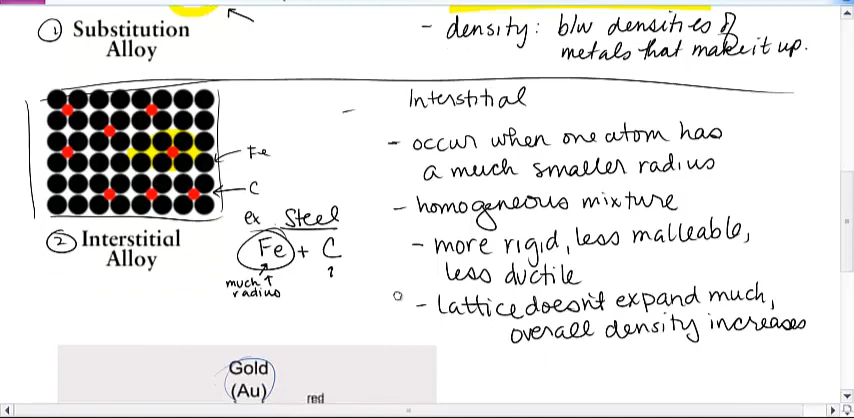 ① Substitution
Alloy
- density: b/w densities of
metals that make it up.
Interstitial
- occur when one atom has
a much smaller radius
- homogeneous mixture
- more rigid, less malleable,
less ductile
- Lattice doesn't expand much,
overall density increases
Fe
C
ex Steel
Fe + C
much ↑
radius
② Interstitial
Alloy
Gold
(Au)
red